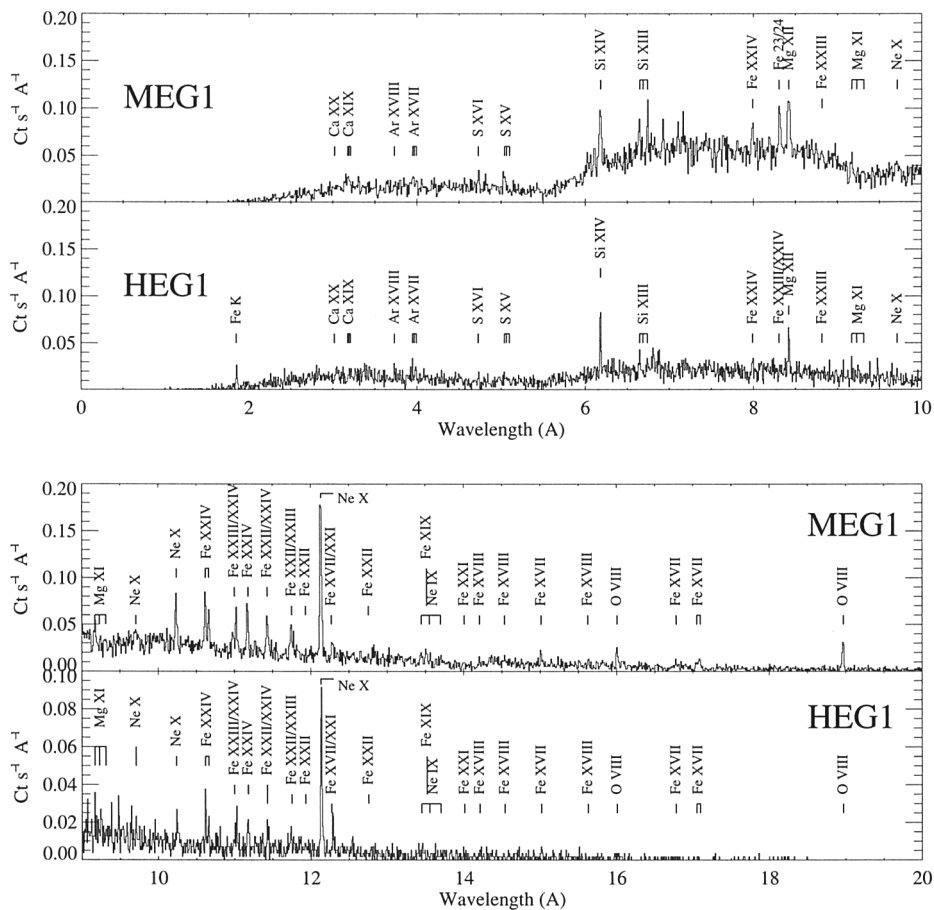 0.20
0.15
0.10
0.05
0.20
0.15
0.10
0.05
Ct s⁻¹ A⁻¹
Ct s⁻¹ A⁻¹
MEG1
Ca XX
Ca XIX
Ar XVIII
Ar XVII
S XVI
S XV
Si XIV
Si XIII
Fe XXIV
Fe 23/24
Mg XII
Fe XXIII
Mg XI
Ne X
HEG1
Fe K
Ca XX
Ca XIX
Ar XVIII
Ar XVII
S XVI
S XV
Si XIV
Si XIII
Fe XXIV
Fe XXIII/XXIV
Mg XII
Fe XXIII
Mg XI
Ne X
0 2 4 6 8 10
Wavelength (A)
0.20
0.15
0.10
0.05
0.00
0.10
0.08
0.06
0.04
0.02
0.00
Ct s⁻¹ A⁻¹
Ct s⁻¹ A⁻¹
MEG1
Mg XI
Ne X
Ne X
Fe XXIV
Fe XXIII/XXIV
Fe XXIV
Fe XXIII/XXIV
Fe XXII/XXIII
Fe XXII
Ne X
Fe XVII/XXI
Fe XXII
Fe XIX
Ne IX
Fe XXI
Fe XVIII
Fe XVIII
Fe XVII
Fe XVIII
O VIII
Fe XVII
Fe XVII
O VIII
HEG1
Mg XI
Ne X
Ne X
Fe XXIV
Fe XXIII/XXIV
Fe XXIV
Fe XXIII/XXIV
Fe XXII/XXIII
Fe XXII
Ne X
Fe XVII/XXI
Fe XXII
Fe XIX
Ne IX
Fe XXI
Fe XVIII
Fe XVIII
Fe XVII
Fe XVIII
O VIII
Fe XVII
Fe XVII
O VIII
10 12 14 16 18 20
Wavelength (A)